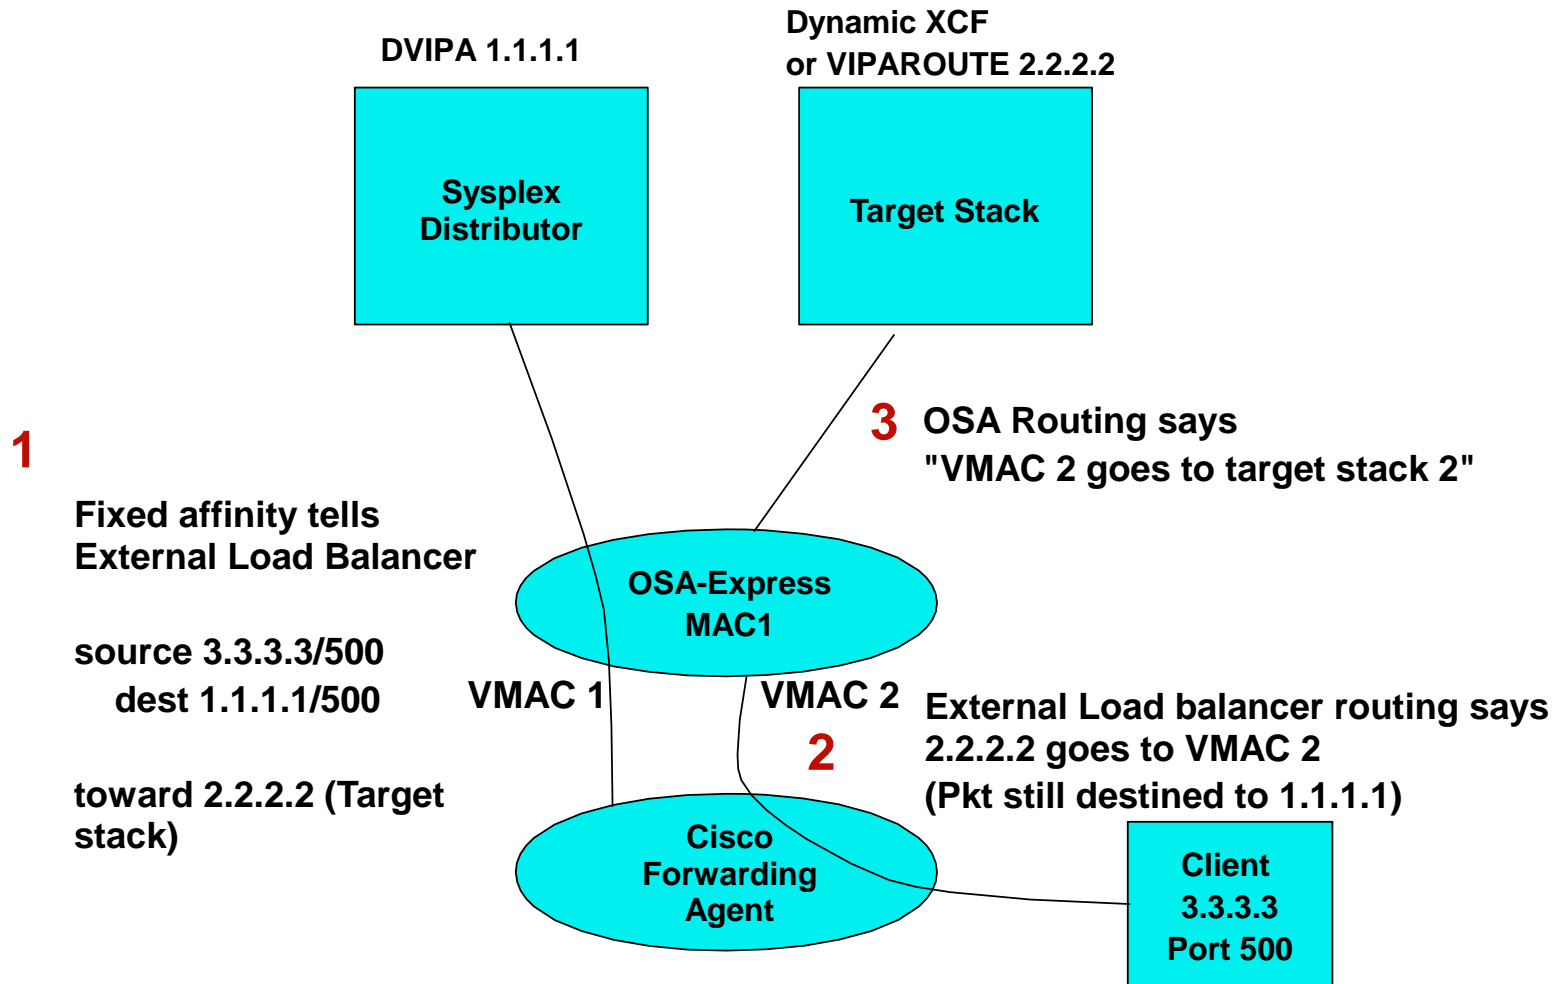 DVIPA 1.1.1.1
Dynamic XCF
or VIPAROUTE 2.2.2.2
Sysplex
Distributor
Target Stack
1
Fixed affinity tells
External Load Balancer
source 3.3.3.3/500
dest 1.1.1.1/500
toward 2.2.2.2 (Target
stack)
3
OSA Routing says
"VMAC 2 goes to target stack 2"
OSA-Express
MAC1
VMAC 1
VMAC 2
2
External Load balancer routing says
2.2.2.2 goes to VMAC 2
(Pkt still destined to 1.1.1.1)
Cisco
Forwarding
Agent
Client
3.3.3.3
Port 500